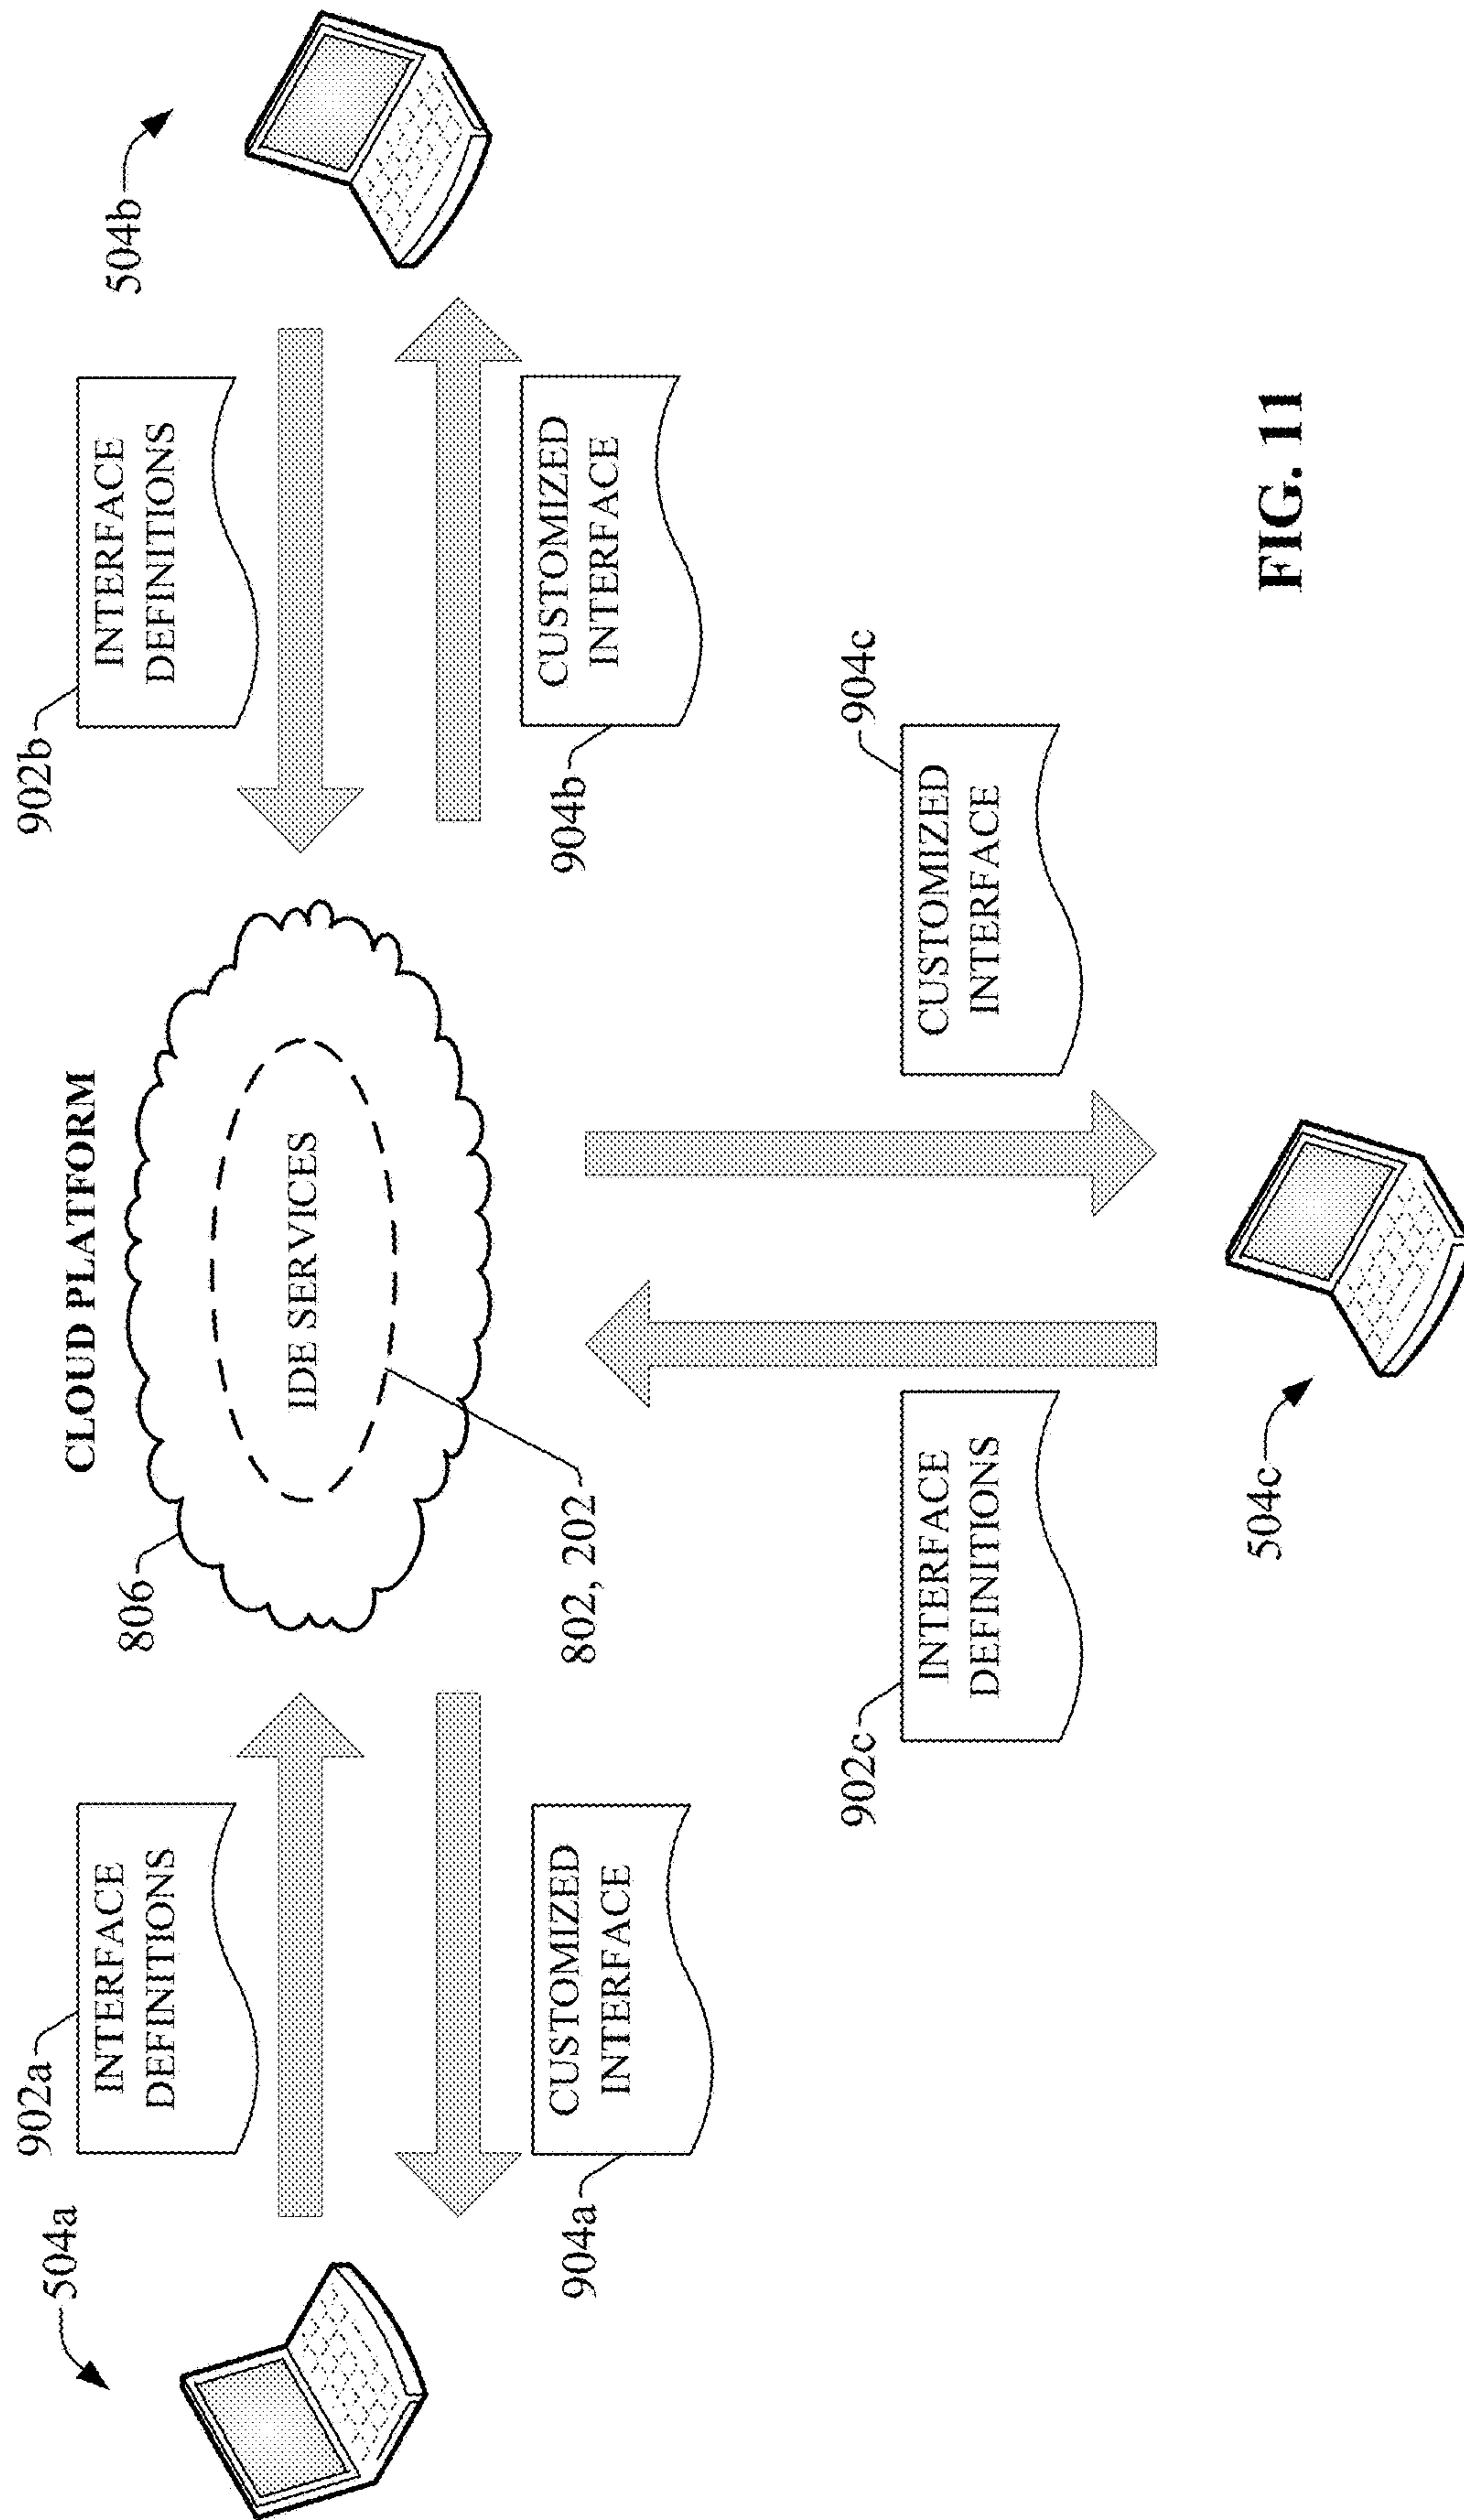 CLOUD PLATFORM
504a
902a
INTERFACE
DEFINITIONS
806
IDE SERVICES
802, 202
902b
INTERFACE
DEFINITIONS
504b
904a
CUSTOMIZED
INTERFACE
904b
CUSTOMIZED
INTERFACE
902c
INTERFACE
DEFINITIONS
904c
CUSTOMIZED
INTERFACE
504c
FIG. 11